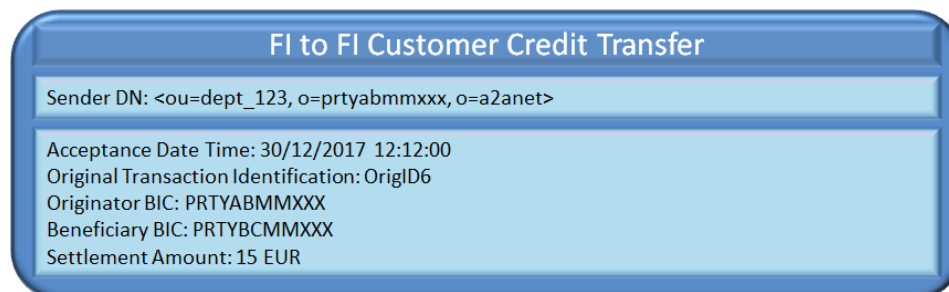 FI to FI Customer Credit Transfer
Sender DN: <ou=dept_123, o=prtyabmmxxx, o=a2anet>
Acceptance Date Time: 30/12/2017 12:12:00
Original Transaction Identification: OrigID6
Originator BIC: PRTYABMMXXX
Beneficiary BIC: PRTYBCMMXXX
Settlement Amount: 15 EUR